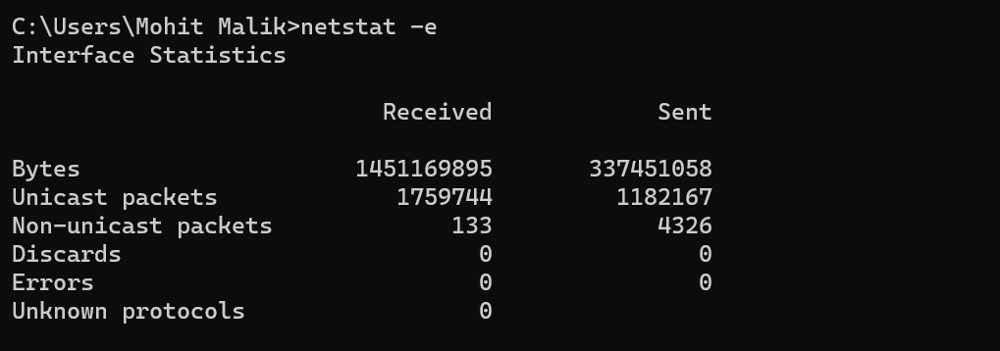 C:\Users\Mohit Malik>netstat -e
Interface Statistics
Received Sent
Bytes 1451169895 337451058
Unicast packets 1759744 1182167
Non-unicast packets 133 4326
Discards 0 0
Errors 0 0
Unknown protocols 0